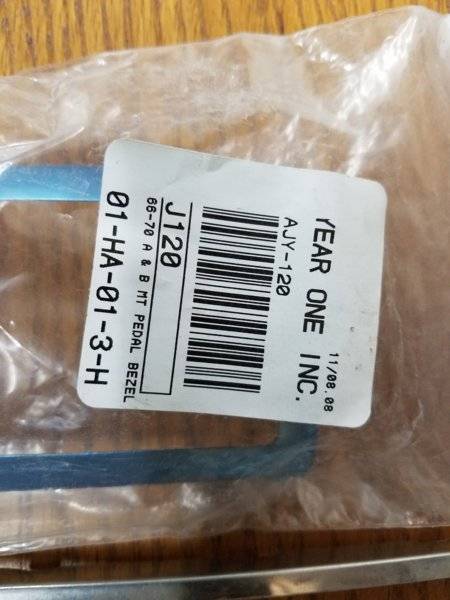 YEAR ONE INC.
11/08.08
AJY-120
J120
66-70 A & B MT PEDAL BEZEL
01-HA-01-3-H